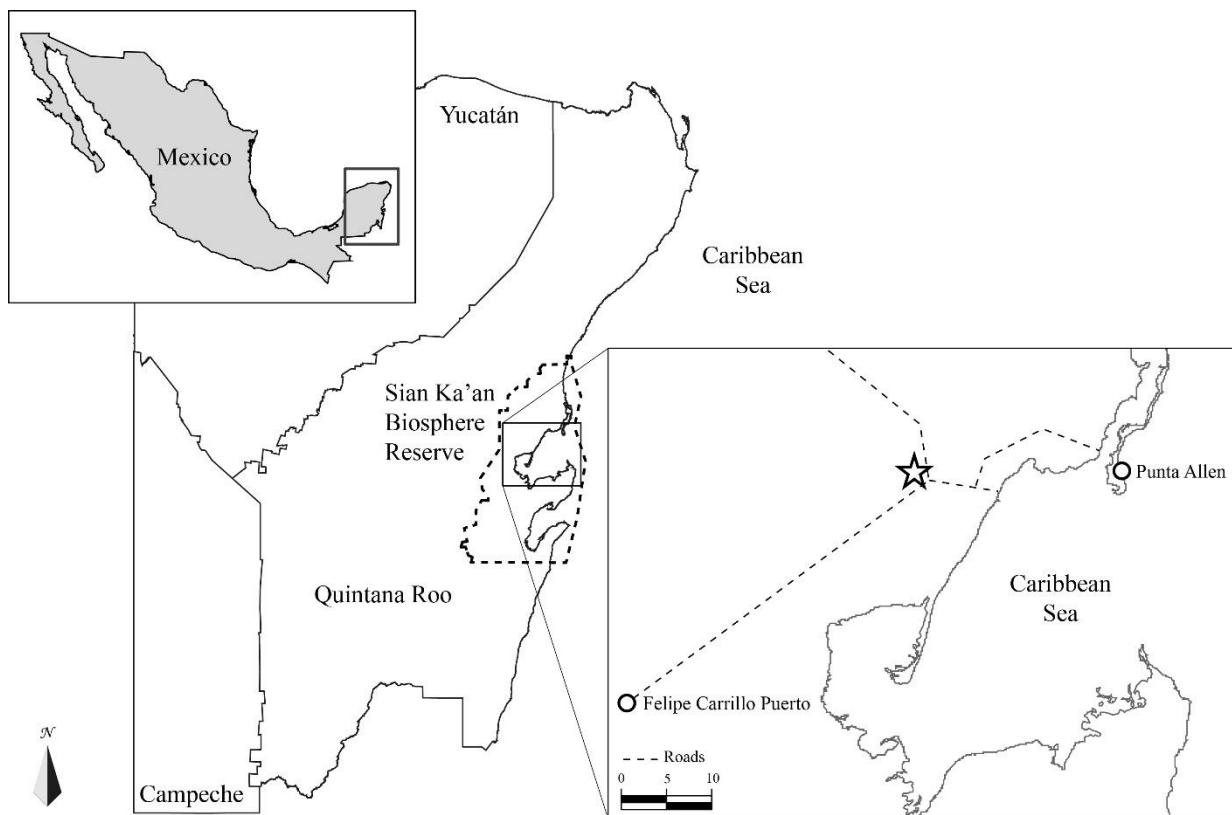 Mexico
Yucatán
Caribbean
Sea
Sian Ka'an
Biosphere
Reserve
Quintana Roo
Campeche
N
Punta Allen
Caribbean
Sea
Felipe Carrillo Puerto
Roads
0 5 10